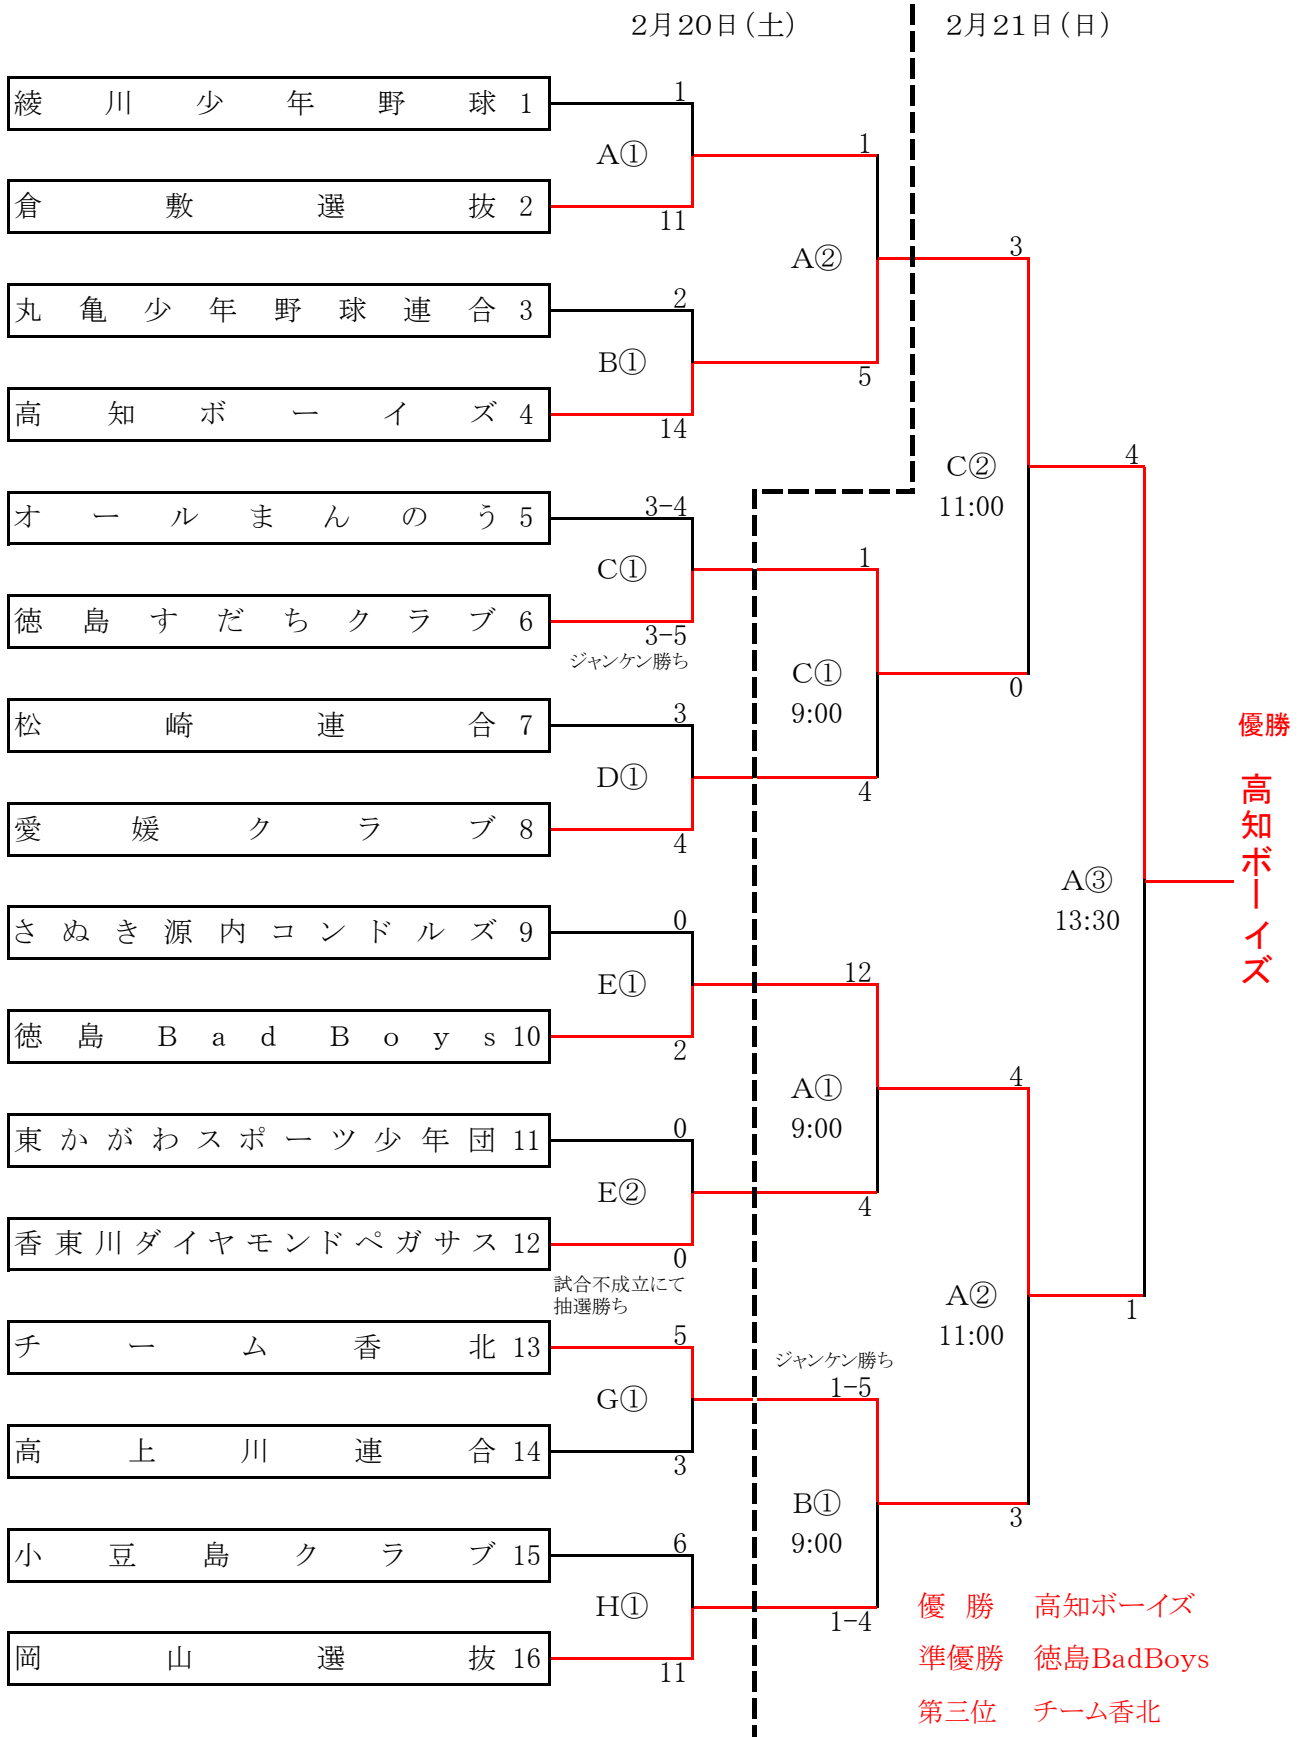 2月20日(土)
2月21日(日)
綾川少年野球 1
1
A①
倉敷選抜 2
11
1
A②
丸亀少年野球連合 3
2
B①
高知ボーイズ 4
14
5
3
C②
11:00
4
オールまんのう 5
3-4
C①
徳島すだちクラブ 6
3-5
ジャンケン勝ち
1
C①
9:00
0
松崎連合 7
3
D①
愛媛クラブ 8
4
4
優勝
高知ボーイズ
A③
13:30
さぬき源内コンドルズ 9
0
E①
徳島Bad Boys 10
2
12
A①
9:00
4
東かがわスポーツ少年団 11
0
E②
香東川ダイヤモンドペガサス 12
0
試合不成立にて
抽選勝ち
4
A②
11:00
1
チーム香北 13
5
G①
高上川連合 14
3
ジャンケン勝ち
1-5
B①
9:00
3
小豆島クラブ 15
6
H①
岡山選抜 16
11
1-4
優勝 高知ボーイズ
準優勝 徳島BadBoys
第三位 チーム香北